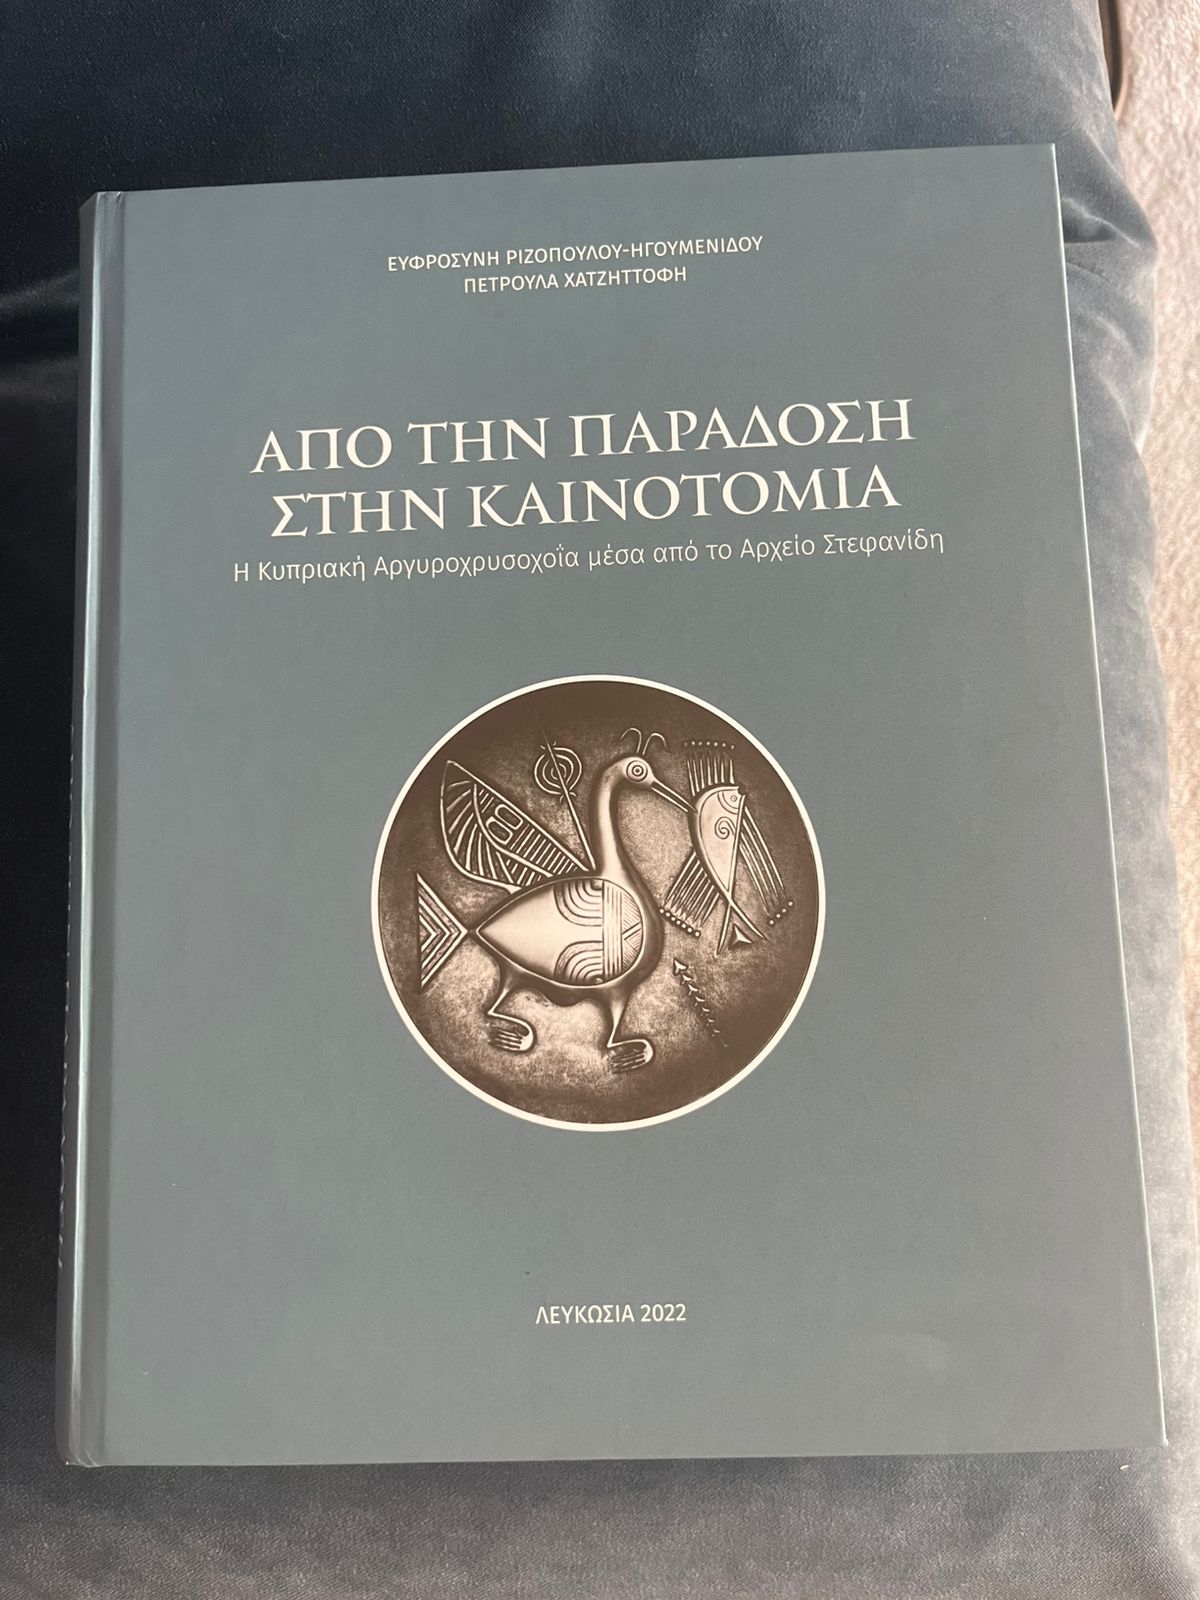 ΕΥΦΡΟΣΥΝΗ ΡΙΖΟΠΟΥΛΟΥ-ΗΓΟΥΜΕΝΙΔΟΥ
ΠΕΤΡΟΥΛΑ ΧΑΤΖΗΤΤΟΦΗ
ΑΠΟ ΤΗΝ ΠΑΡΑΔΟΣΗ
ΣΤΗΝ ΚΑΙΝΟΤΟΜΙΑ
Η Κυπριακή Αργυροχρυσοχοΐα μέσα από το Αρχείο Στεφανίδη
ΛΕΥΚΩΣΙΑ 2022